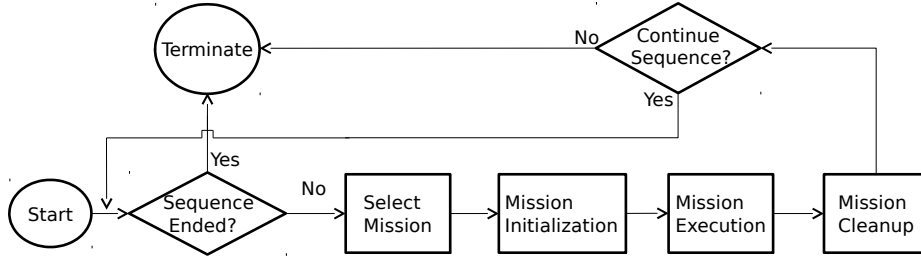 Terminate
No
Continue
Sequence?
Yes
Yes
Start
Sequence
Ended?
No
Select
Mission
Mission
Initialization
Mission
Execution
Mission
Cleanup